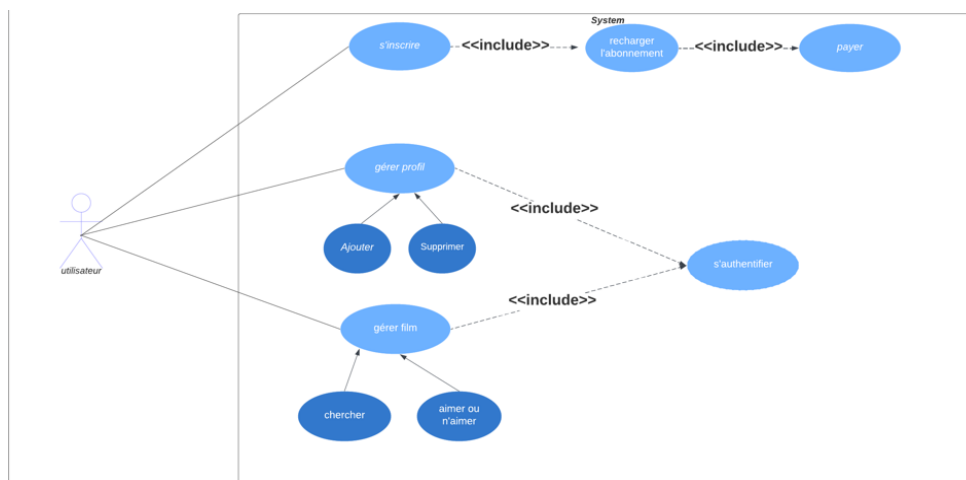 System
s'inscrire
<<include>>
recharger
l'abonnement
<<include>>
payer
gérer profil
<<include>>
Ajouter
Supprimer
s'authentifier
utilisateur
<<include>>
gérer film
chercher
aimer ou
n'aimer